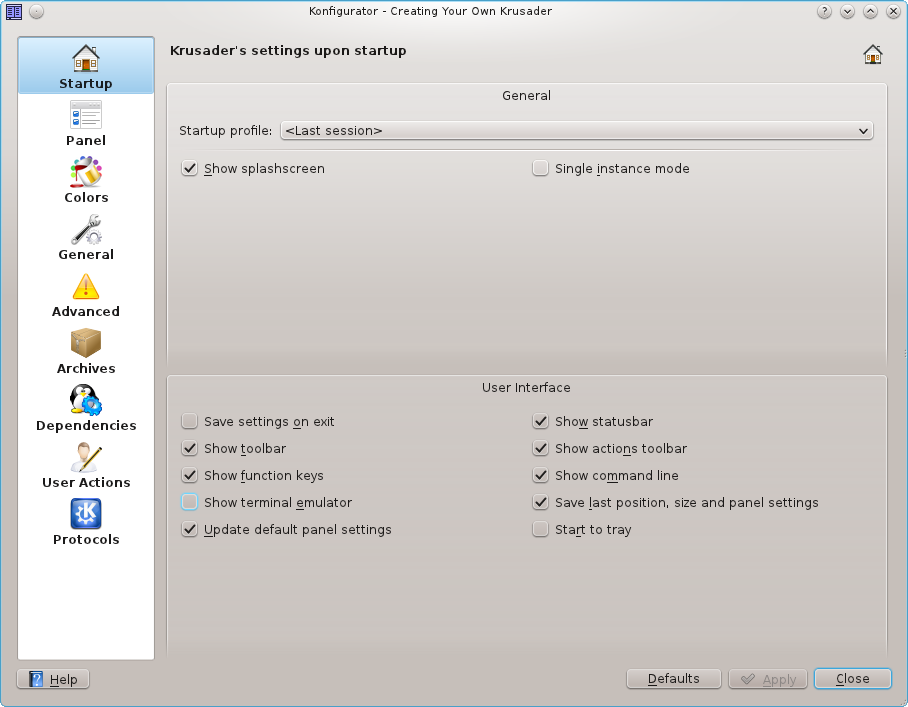 Konfigurator - Creating Your Own Krusader
Startup
Panel
Colors
General
Advanced
Archives
Dependencies
User Actions
Protocols
Krusader's settings upon startup
General
Startup profile: <Last session>
Show splashscreen
Single instance mode
User Interface
Save settings on exit
Show statusbar
Show toolbar
Show actions toolbar
Show function keys
Show command line
Show terminal emulator
Save last position, size and panel settings
Update default panel settings
Start to tray
Help
Defaults
Apply
Close